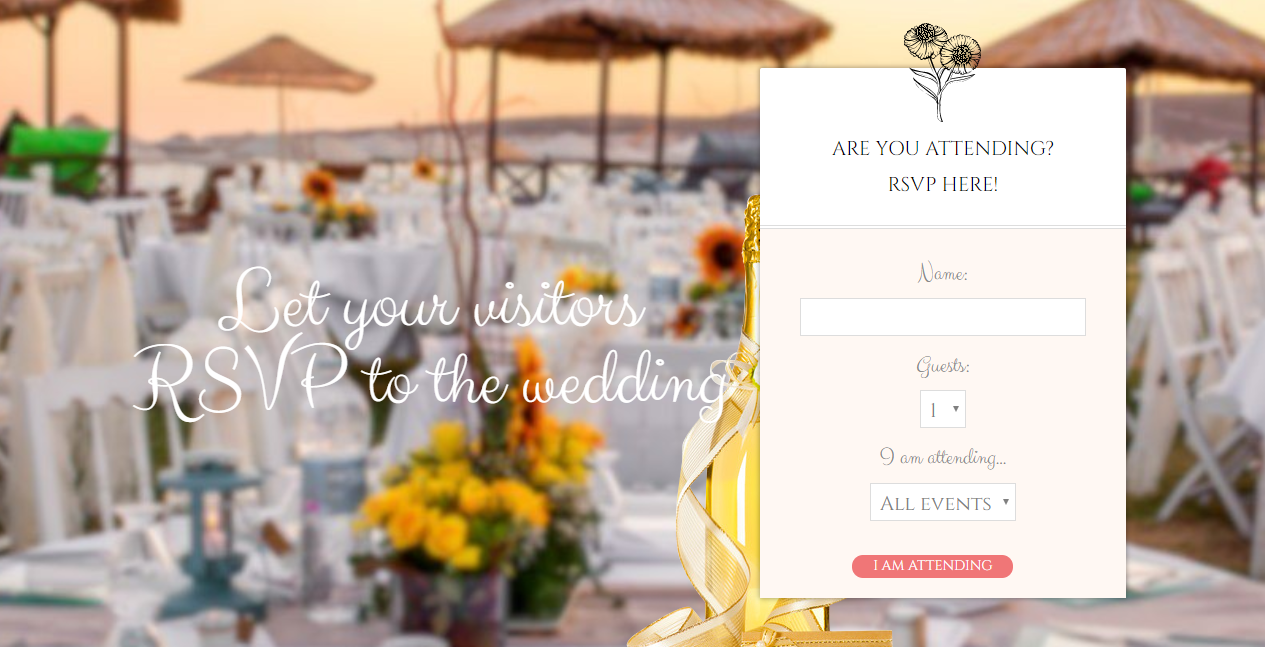 Let your visitors
RSVP to the wedding
ARE YOU ATTENDING?
RSVP HERE!
Name:
Guests:
1
I am attending...
All events
I AM ATTENDING